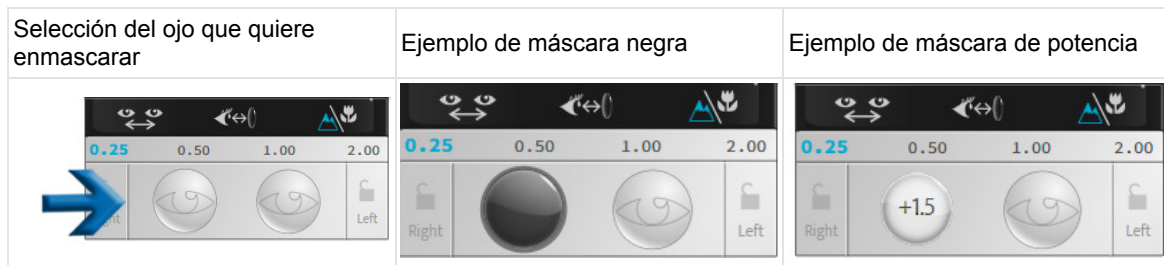 Selección del ojo que quiere
enmascarar
Ejemplo de máscara negra
Ejemplo de máscara de potencia
0.25 0.50 1.00 2.00
Left
0.25 0.50 1.00 2.00
Right Left
0.25 0.50 1.00 2.00
+1.5
Right Left